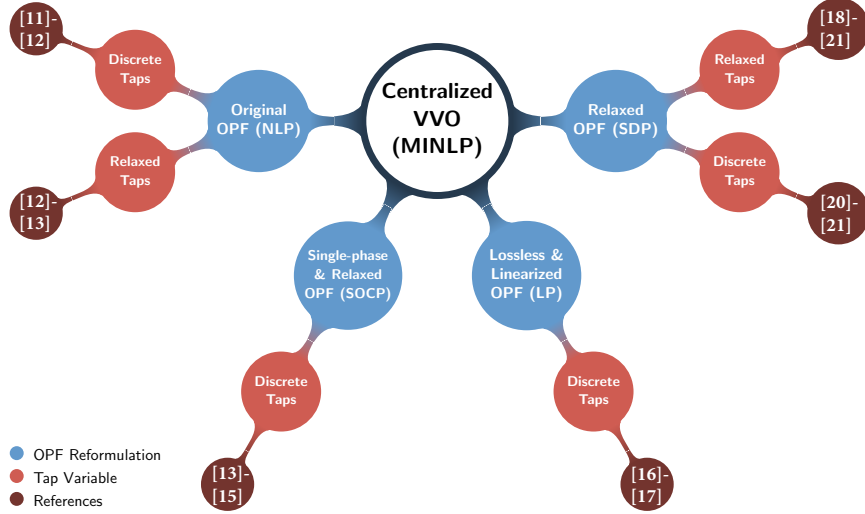 [11]-
[12]
Discrete
Taps
Original
OPF (NLP)
Relaxed
Taps
[12]-
[13]
Centralized
VVO
(MINLP)
Relaxed
OPF (SDP)
Relaxed
Taps
[18]-
[21]
Discrete
Taps
[20]-
[21]
Single-phase
& Relaxed
OPF (SOCP)
Discrete
Taps
[13]-
[15]
Lossless &
Linearized
OPF (LP)
Discrete
Taps
[16]-
[17]
OPF Reformulation
Tap Variable
References